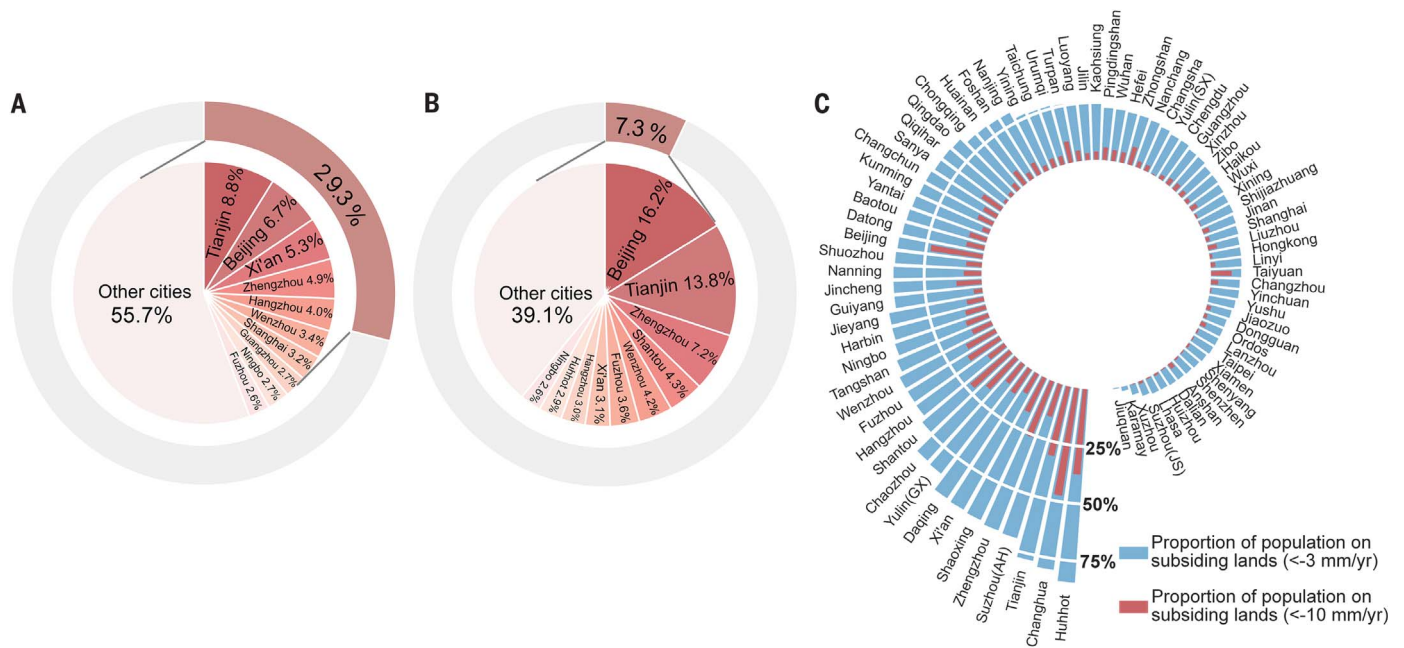 A
29.3 %
Tianjin 8.8%
Beijing 6.7%
Xi'an 5.3%
Zhengzhou 4.9%
Hangzhou 4.0%
Wenzhou 3.4%
Shanghai 3.2%
Guangzhou 2.7%
Ningbo 2.7%
Fuzhou 2.6%
Other cities
55.7%
B
7.3 %
Beijing 16.2%
Tianjin 13.8%
Zhengzhou 7.2%
Shantou 4.3%
Wenzhou 4.2%
Fuzhou 3.6%
Xi'an 3.1%
Hangzhou 3.0%
Huhhot 2.9%
Ningbo 2.6%
Other cities
39.1%
C
Huhhot
Changhua
Tianjin
Suzhou(AH)
Zhengzhou
Shaoxing
Xi'an
Daqing
Yulin(GX)
Chaozhou
Shantou
Hangzhou
Fuzhou
Wenzhou
Tangshan
Ningbo
Harbin
Jieyang
Guiyang
Jincheng
Nanning
Shuozhou
Beijing
Datong
Baotou
Yantai
Kunming
Changchun
Sanya
Qiqihar
Qingdao
Chongqing
Huainan
Foshan
Nanjing
Yining
Taichung
Urumqi
Turpan
Luoyang
Jilin
Kaohsiung
Pingdingshan
Wuhan
Hefei
Zhongshan
Nanchang
Changsha
Yulin(SX)
Chengdu
Guangzhou
Xinzhou
Zibo
Haikou
Wuxi
Xining
Shijiazhuang
Jinan
Shanghai
Liuzhou
Hongkong
Linyi
Taiyuan
Changzhou
Yinchuan
Yushu
Jiaozuo
Dongguan
Ordos
Lanzhou
Taipei
Xiamen
Shenyang
Shenzhen
Anshan
Dalian
Huizhou
Lhasa
Suzhou(JS)
Xuzhou
Karamay
Jiuquan
25%
50%
75%
Proportion of population on
subsiding lands (<-3 mm/yr)
Proportion of population on
subsiding lands (<-10 mm/yr)